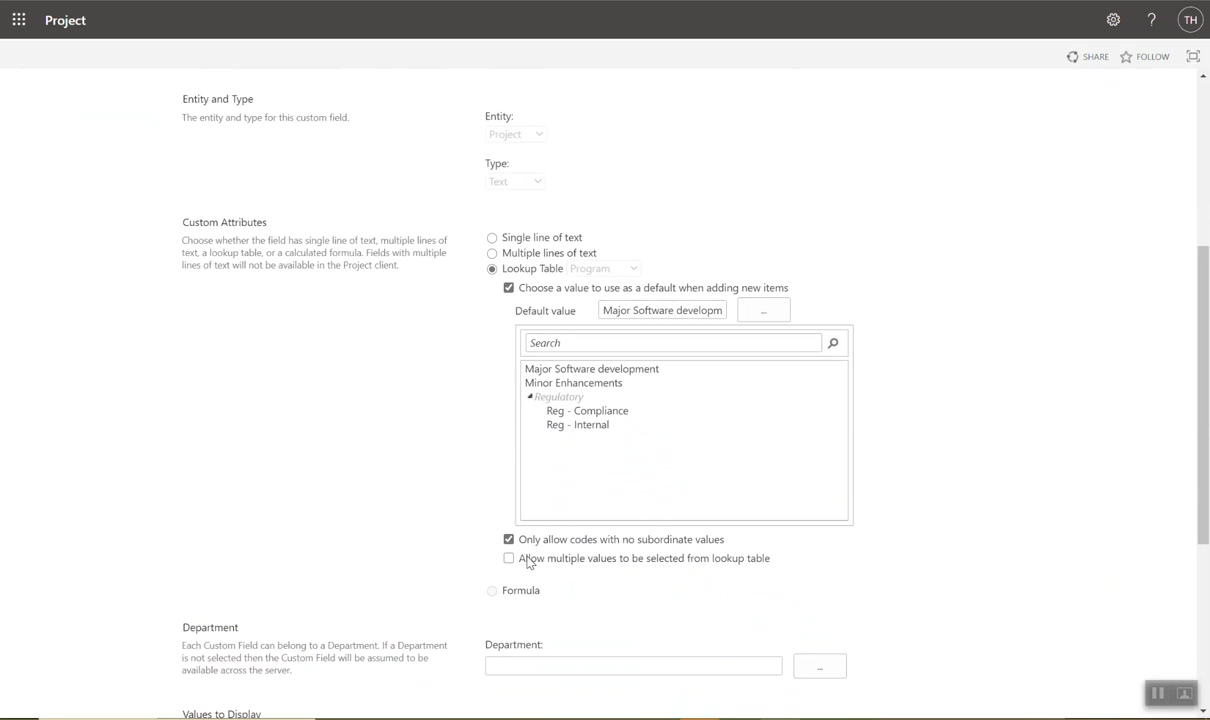 Project
TH
SHARE
FOLLOW
Entity and Type
The entity and type for this custom field.
Entity:
Project
Type:
Text
Custom Attributes
Choose whether the field has single line of text, multiple lines of
text, a lookup table, or a calculated formula. Fields with multiple
lines of text will not be available in the Project client.
Single line of text
Multiple lines of text
Lookup Table Program
Choose a value to use as a default when adding new items
Default value Major Software developm ...
Search
Major Software development
Minor Enhancements
Regulatory
Reg - Compliance
Reg - Internal
Only allow codes with no subordinate values
Allow multiple values to be selected from lookup table
Formula
Department
Each Custom Field can belong to a Department. If a Department
is not selected then the Custom Field will be assumed to be
available across the server.
Department:
...
Values to Display